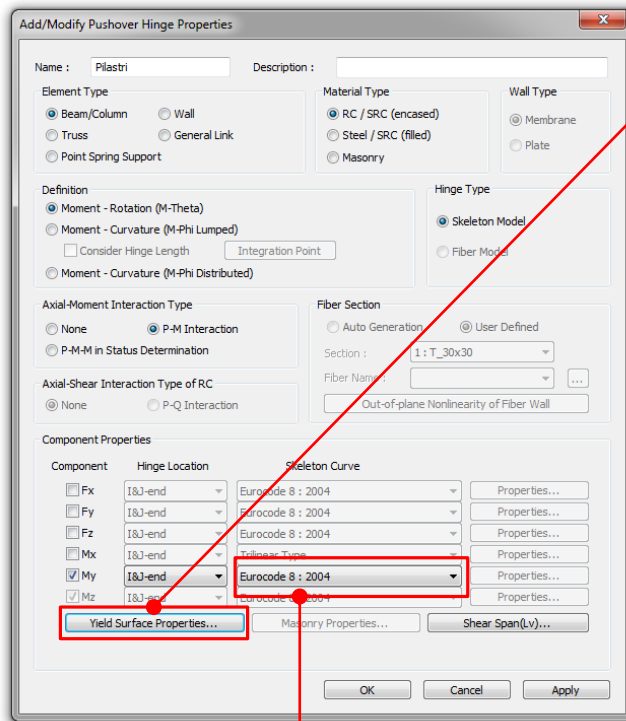 Add/Modify Pushover Hinge Properties
Name : Pilastri Description :
Element Type
Beam/Column Wall
Truss General Link
Point Spring Support
Material Type
RC / SRC (encased)
Steel / SRC (filled)
Masonry
Wall Type
Membrane
Plate
Definition
Moment - Rotation (M-Theta)
Moment - Curvature (M-Phi Lumped)
Consider Hinge Length Integration Point
Moment - Curvature (M-Phi Distributed)
Hinge Type
Skeleton Model
Fiber Model
Axial-Moment Interaction Type
None P-M Interaction
P-M-M in Status Determination
Axial-Shear Interaction Type of RC
None P-Q Interaction
Fiber Section
Auto Generation User Defined
Section : 1 : T_30x30
Fiber Name : ...
Out-of-plane Nonlinearity of Fiber Wall
Component Properties
Component Hinge Location Skeleton Curve
Fx I&J-end Eurocode 8 : 2004 Properties...
Fy I&J-end Eurocode 8 : 2004 Properties...
Fz I&J-end Eurocode 8 : 2004 Properties...
Mx I&J-end Trilinear Type Properties...
My I&J-end Eurocode 8 : 2004 Properties...
Mz I&J-end Eurocode 8 : 2004 Properties...
Yield Surface Properties... Masonry Properties... Shear Span(Lv)...
OK Cancel Apply